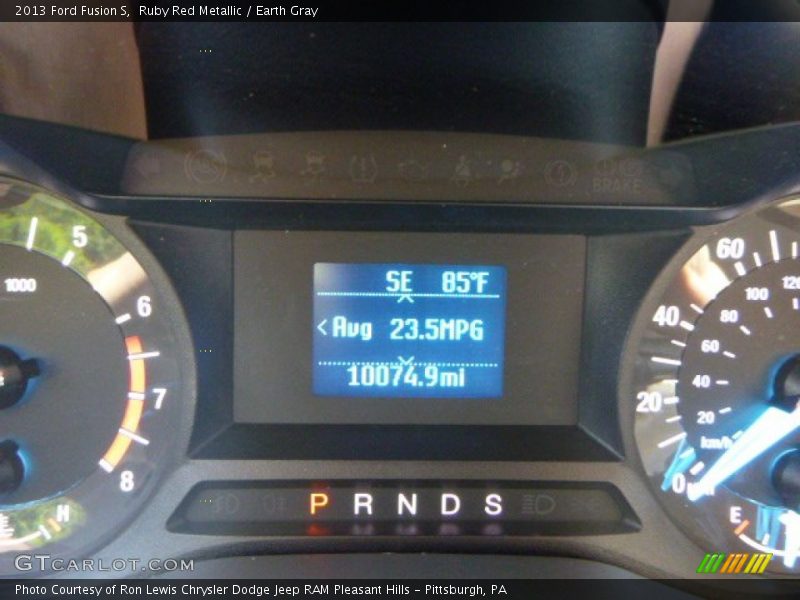 2013 Ford Fusion S,  Ruby Red Metallic / Earth Gray
BRAKE
SE 85°F
<Avg 23.5MPG
10074.9mi
1000
5
6
7
8
H
60
40
20
0
120
100
80
60
40
20
km/h
E
P R N D S
GTCARLOT.COM
Photo Courtesy of Ron Lewis Chrysler Dodge Jeep RAM Pleasant Hills - Pittsburgh, PA